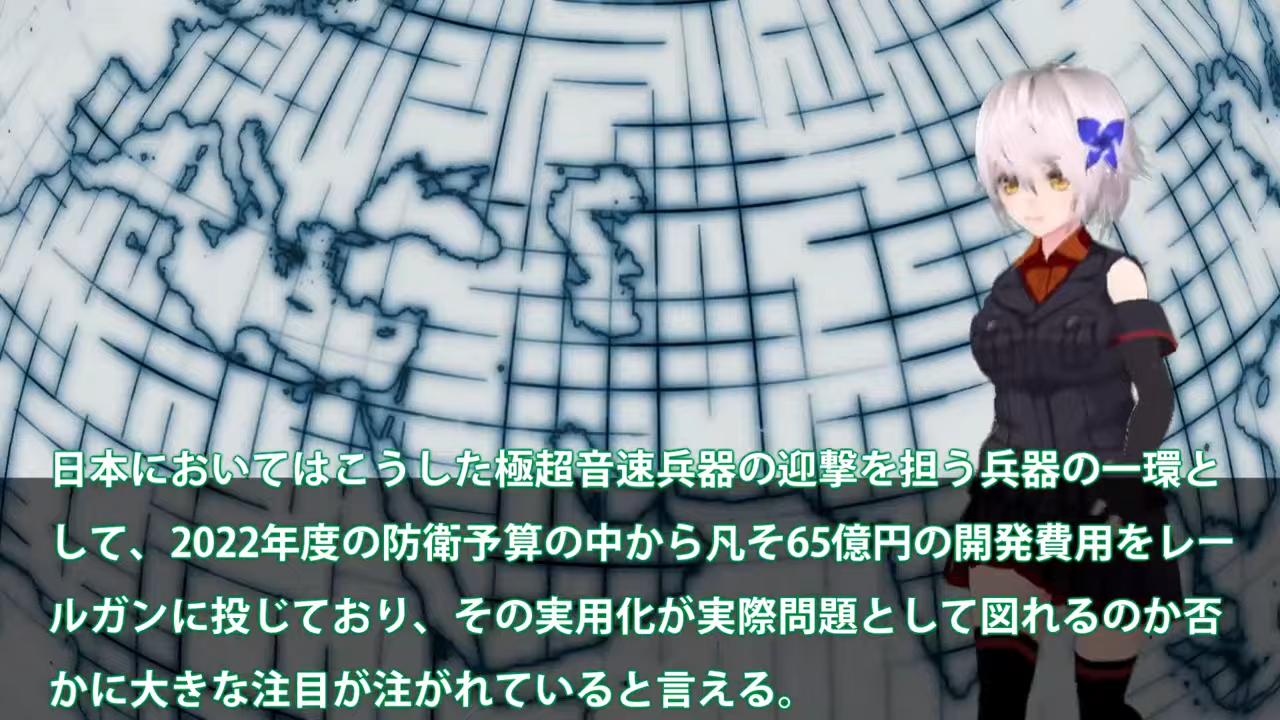 日本においてはこうした極超音速兵器の迎撃を担う兵器の一環と
して、2022年度の防衛予算の中から凡そ65億円の開発費用をレー
ルガンに投じており、その実用化が実際問題として図れるのか否
かに大きな注目が注がれていると言える。